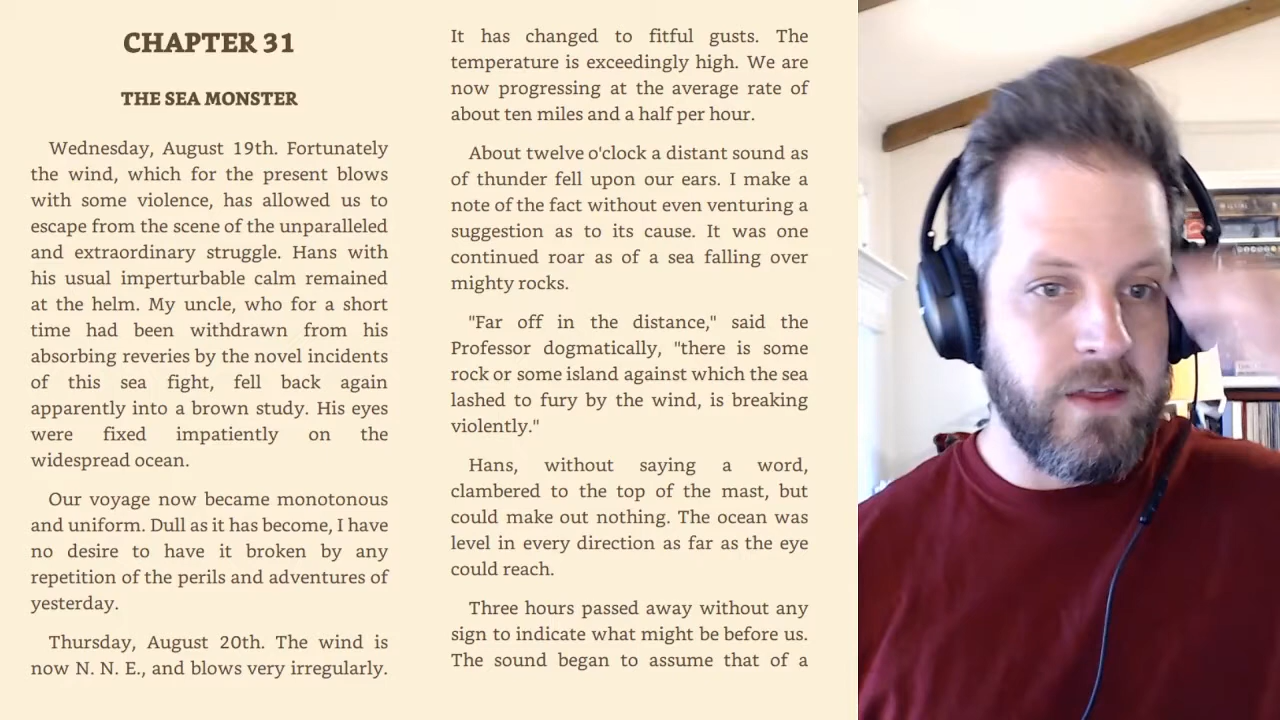 CHAPTER 31
THE SEA MONSTER
Wednesday, August 19th. Fortunately
the wind, which for the present blows
with some violence, has allowed us to
escape from the scene of the unparalleled
and extraordinary struggle. Hans with
his usual imperturbable calm remained
at the helm. My uncle, who for a short
time had been withdrawn from his
absorbing reveries by the novel incidents
of this sea fight, fell back again
apparently into a brown study. His eyes
were fixed impatiently on the
widespread ocean.
Our voyage now became monotonous
and uniform. Dull as it has become, I have
no desire to have it broken by any
repetition of the perils and adventures of
yesterday.
Thursday, August 20th. The wind is
now N. N. E., and blows very irregularly.
It has changed to fitful gusts. The
temperature is exceedingly high. We are
now progressing at the average rate of
about ten miles and a half per hour.
About twelve o'clock a distant sound as
of thunder fell upon our ears. I make a
note of the fact without even venturing a
suggestion as to its cause. It was one
continued roar as of a sea falling over
mighty rocks.
"Far off in the distance," said the
Professor dogmatically, "there is some
rock or some island against which the sea
lashed to fury by the wind, is breaking
violently."
Hans, without saying a word,
clambered to the top of the mast, but
could make out nothing. The ocean was
level in every direction as far as the eye
could reach.
Three hours passed away without any
sign to indicate what might be before us.
The sound began to assume that of a